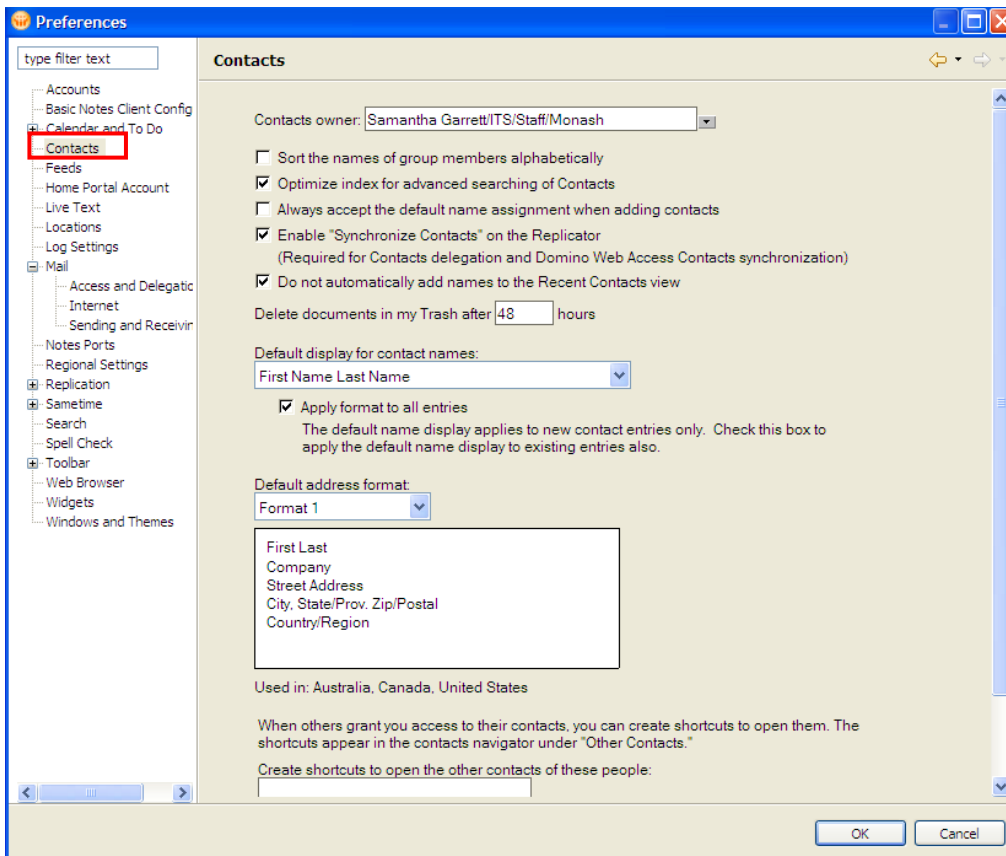 Preferences
type filter text
Contacts
Accounts
Basic Notes Client Config
Calendar and To Do
Contacts
Feeds
Home Portal Account
Live Text
Locations
Log Settings
Mail
Access and Delegatic
Internet
Sending and Receivir
Notes Ports
Regional Settings
Replication
Sametime
Search
Spell Check
Toolbar
Web Browser
Widgets
Windows and Themes
Contacts owner: Samantha Garrett/ITS/Staff/Monash
Sort the names of group members alphabetically
Optimize index for advanced searching of Contacts
Always accept the default name assignment when adding contacts
Enable "Synchronize Contacts" on the Replicator
(Required for Contacts delegation and Domino Web Access Contacts synchronization)
Do not automatically add names to the Recent Contacts view
Delete documents in my Trash after 48 hours
Default display for contact names:
First Name Last Name
Apply format to all entries
The default name display applies to new contact entries only. Check this box to
apply the default name display to existing entries also.
Default address format:
Format 1
First Last
Company
Street Address
City, State/Prov. Zip/Postal
Country/Region
Used in: Australia, Canada, United States
When others grant you access to their contacts, you can create shortcuts to open them. The
shortcuts appear in the contacts navigator under "Other Contacts."
Create shortcuts to open the other contacts of these people:
OK
Cancel